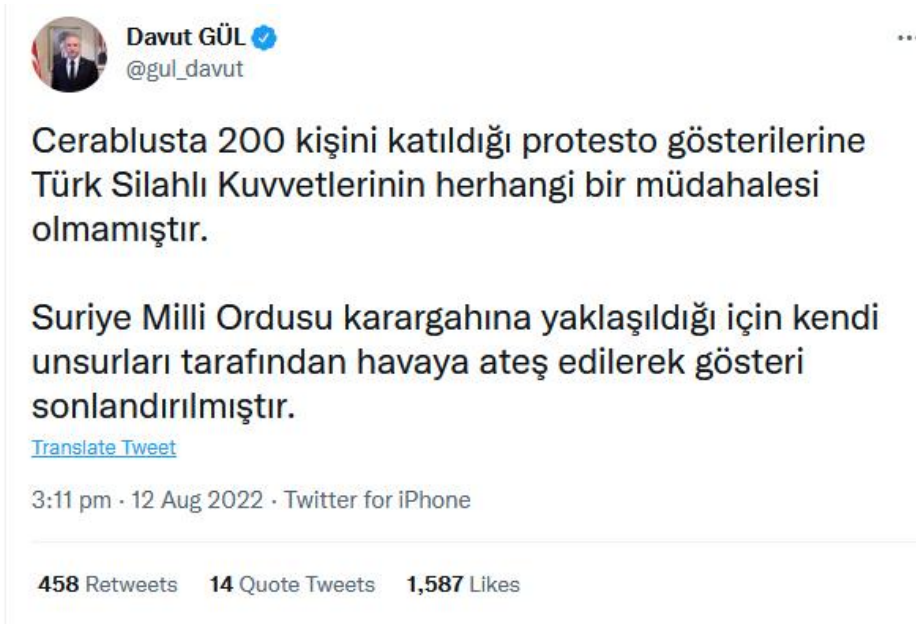 Davut GÜL
@gul_davut
Cerablusta 200 kişini katıldığı protesto gösterilerine
Türk Silahlı Kuvvetlerinin herhangi bir müdahalesi
olmamıştır.
Suriye Milli Ordusu karargahına yaklaşıldığı için kendi
unsurları tarafından havaya ateş edilerek gösteri
sonlandırılmıştır.
Translate Tweet
3:11 pm · 12 Aug 2022 · Twitter for iPhone
458 Retweets 14 Quote Tweets 1,587 Likes